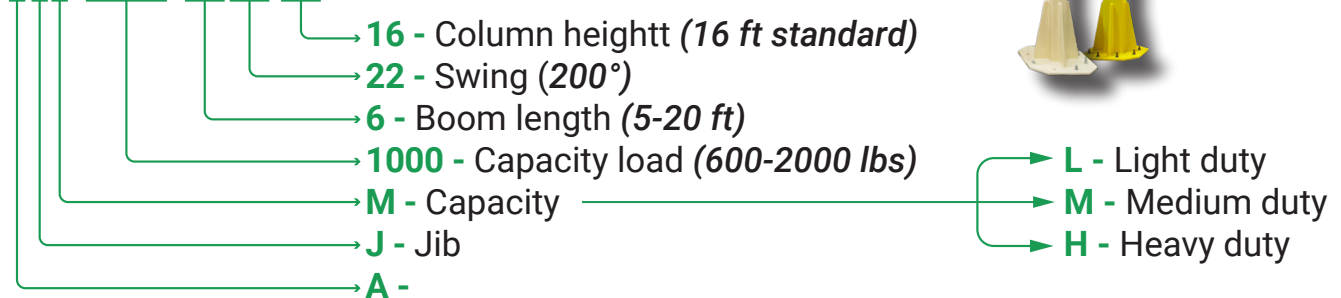 16 - Column heightt (16 ft standard)
22 - Swing (200°)
6 - Boom length (5-20 ft)
1000 - Capacity load (600-2000 lbs)
M - Capacity
J - Jib
A -
L - Light duty
M - Medium duty
H - Heavy duty